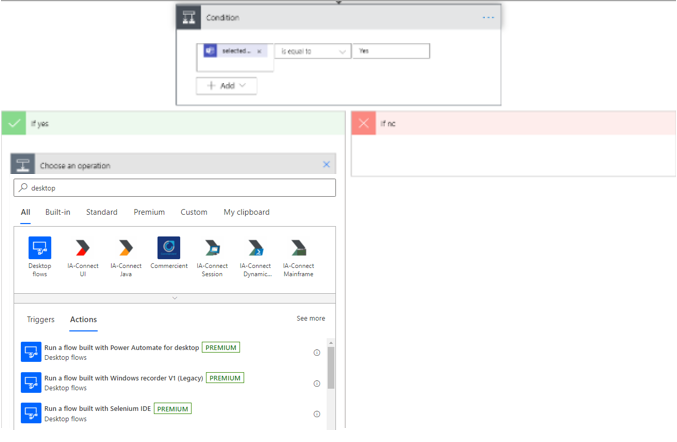 Condition
selected...
is equal to
Yes
Add
If yes
If no
Choose an operation
desktop
All Built-in Standard Premium Custom My clipboard
Desktop flows
IA-Connect UI
IA-Connect Java
Commercient
IA-Connect Session
IA-Connect Dynamic...
IA-Connect Mainframe
Triggers Actions See more
Run a flow built with Power Automate for desktop PREMIUM
Desktop flows
Run a flow built with Windows recorder V1 (Legacy) PREMIUM
Desktop flows
Run a flow built with Selenium IDE PREMIUM
Desktop flows